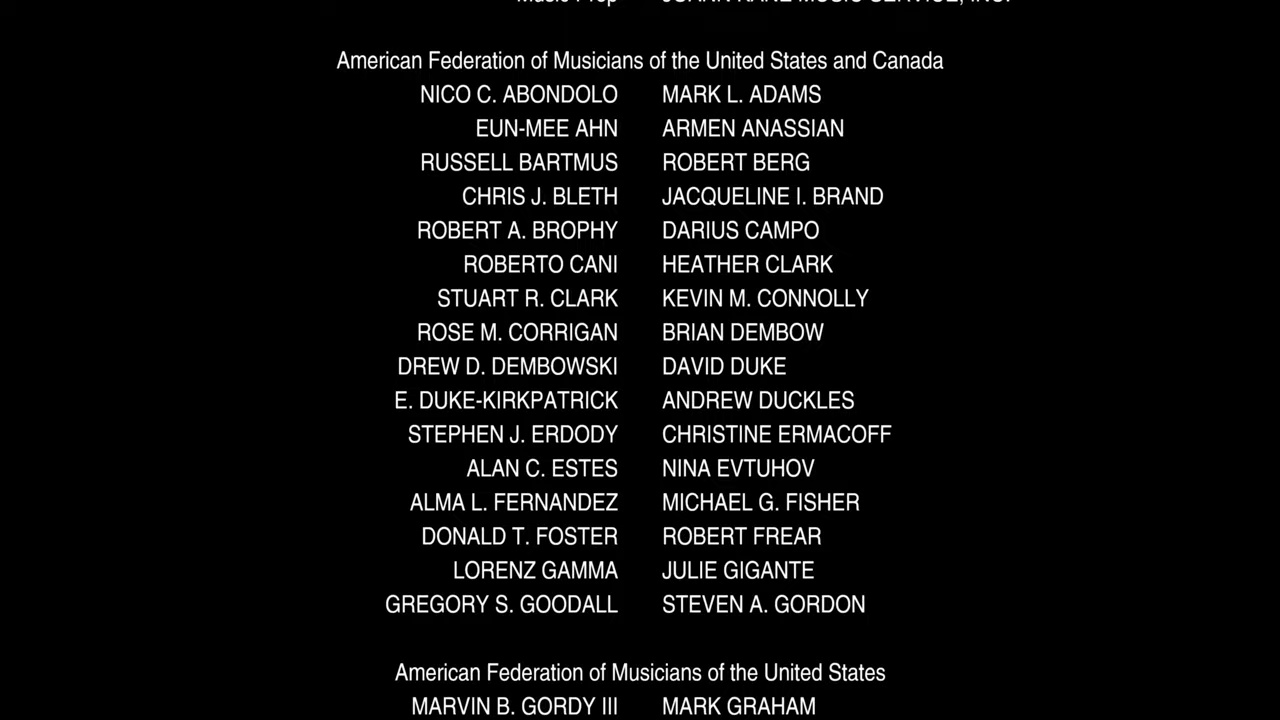 American Federation of Musicians of the United States and Canada
NICO C. ABONDOLO MARK L. ADAMS
EUN-MEE AHN ARMEN ANASSIAN
RUSSELL BARTMUS ROBERT BERG
CHRIS J. BLETH JACQUELINE I. BRAND
ROBERT A. BROPHY DARIUS CAMPO
ROBERTO CANI HEATHER CLARK
STUART R. CLARK KEVIN M. CONNOLLY
ROSE M. CORRIGAN BRIAN DEMBOW
DREW D. DEMBOWSKI DAVID DUKE
E. DUKE-KIRKPATRICK ANDREW DUCKLES
STEPHEN J. ERDODY CHRISTINE ERMACOFF
ALAN C. ESTES NINA EVTUHOV
ALMA L. FERNANDEZ MICHAEL G. FISHER
DONALD T. FOSTER ROBERT FREAR
LORENZ GAMMA JULIE GIGANTE
GREGORY S. GOODALL STEVEN A. GORDON
American Federation of Musicians of the United States
MARVIN B. GORDY III MARK GRAHAM